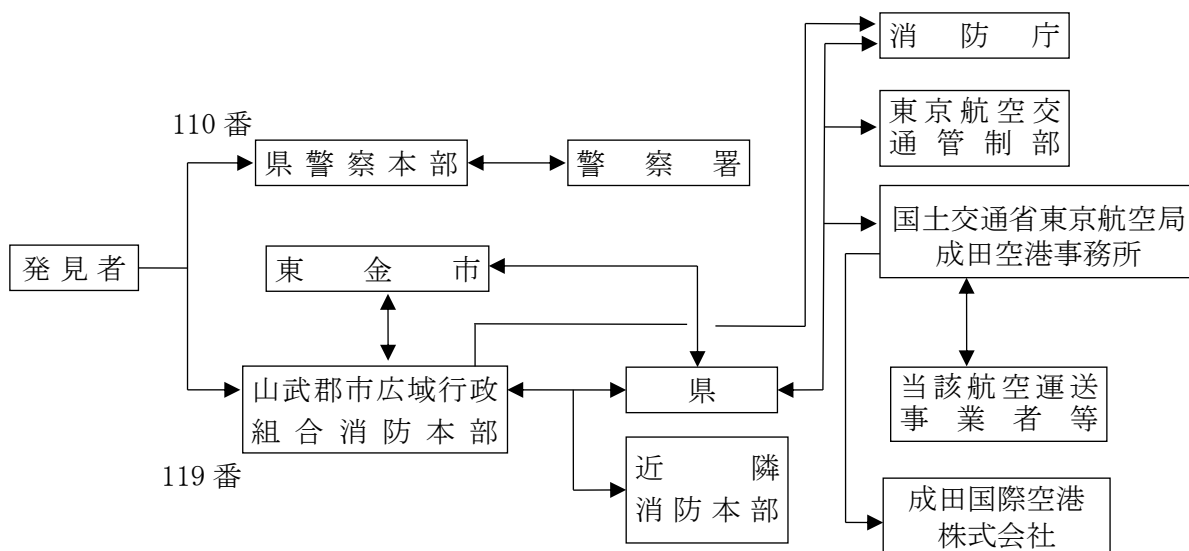 消防庁
110 番
東京航空交
通管制部
県警察本部
警察署
国土交通省東京航空局
成田空港事務所
発見者
東金市
山武郡市広域行政
組合消防本部
県
当該航空運送
事業者等
119 番
近隣
消防本部
成田国際空港
株式会社